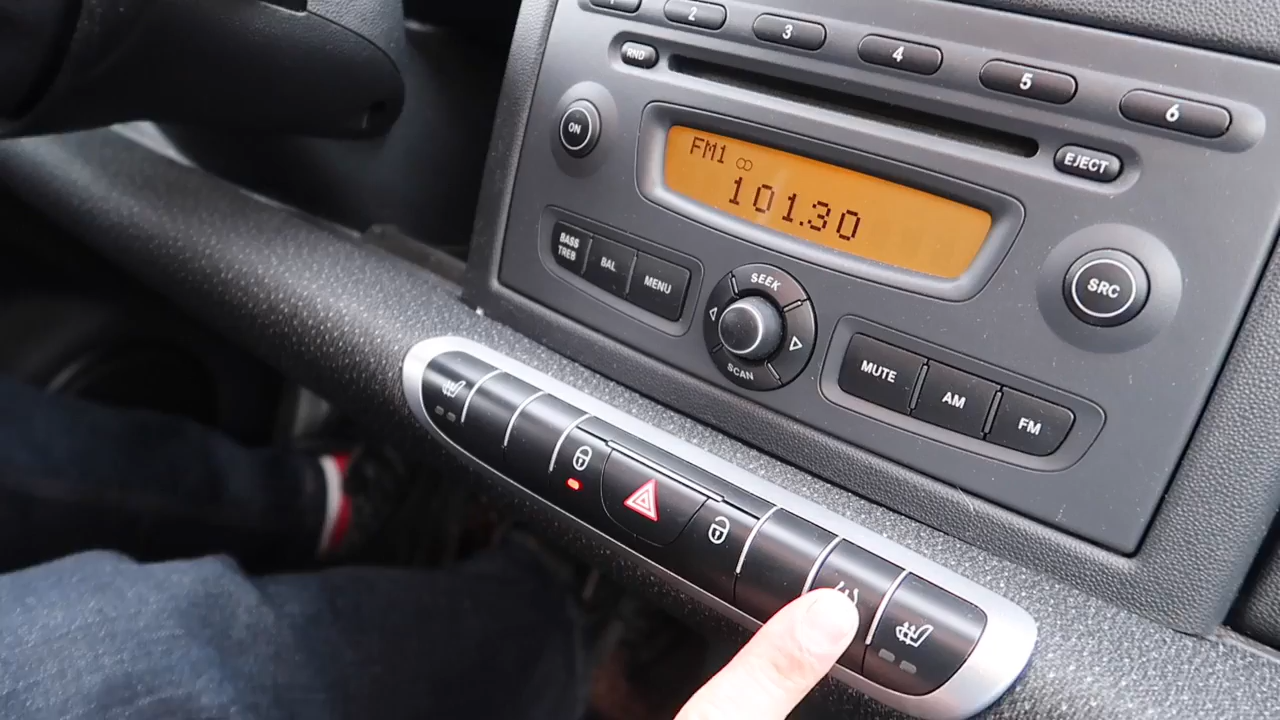 1
2
3
4
5
6
RND
ON
EJECT
FM1
101.30
BASS
TREB
BAL
MENU
SEEK
SCAN
SRC
MUTE
AM
FM